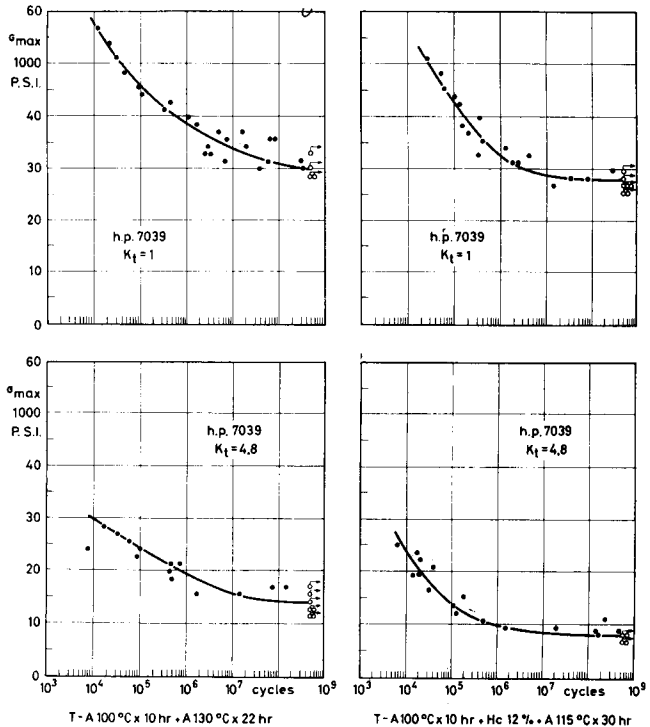 60
σmax
1000
P.S.I.
40
30
20
10
0
h.p. 7039
Kt = 1
h.p. 7039
Kt = 1
60
σmax
1000
P.S.I.
40
30
20
10
0
h.p. 7039
Kt = 4.8
h.p. 7039
Kt = 4.8
10³ 10⁴ 10⁵ 10⁶ 10⁷ 10⁸ cycles 10⁹
10³ 10⁴ 10⁵ 10⁶ 10⁷ 10⁸ cycles 10⁹
T - A 100 °C x 10 hr + A 130 °C x 22 hr
T - A 100 °C x 10 hr + Hc 12 % + A 115 °C x 30 hr